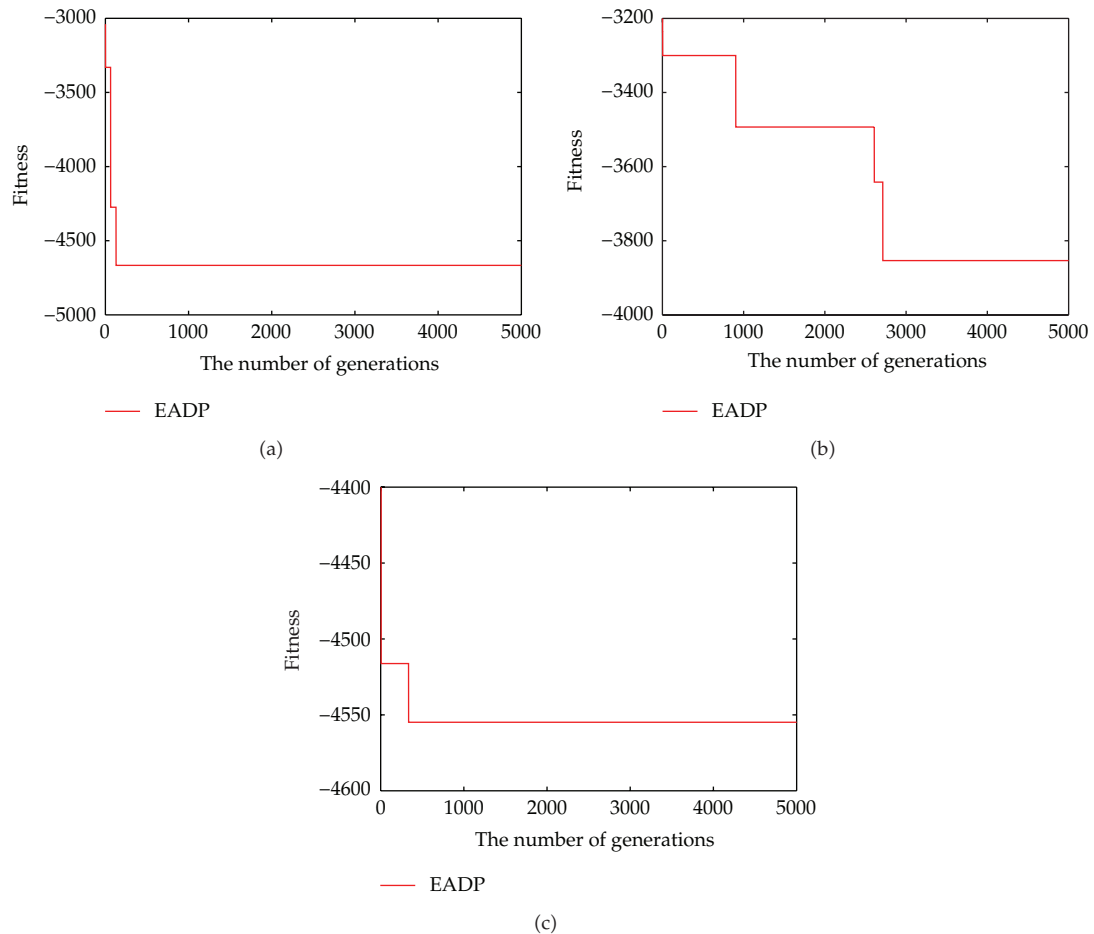 −3000
−3500
−4000
−4500
−5000
Fitness
0 1000 2000 3000 4000 5000
The number of generations
EADP
(a)
−3200
−3400
−3600
−3800
−4000
Fitness
0 1000 2000 3000 4000 5000
The number of generations
EADP
(b)
−4400
−4450
−4500
−4550
−4600
Fitness
0 1000 2000 3000 4000 5000
The number of generations
EADP
(c)